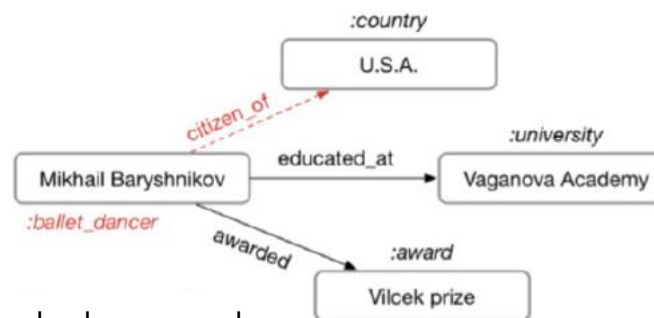 :country
U.S.A.
citizen_of
:university
educated_at
Mikhail Baryshnikov
Vaganova Academy
:ballet_dancer
awarded
:award
Vilcek prize